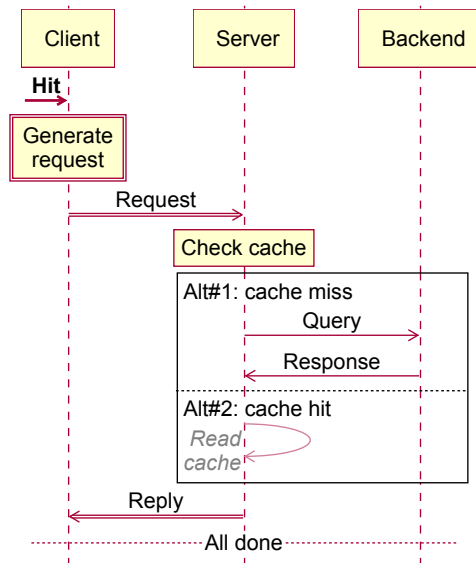 Client Server Backend
Hit
Generate
request
Request
Check cache
Alt#1: cache miss
Query
Response
Alt#2: cache hit
Read
cache
Reply
All done